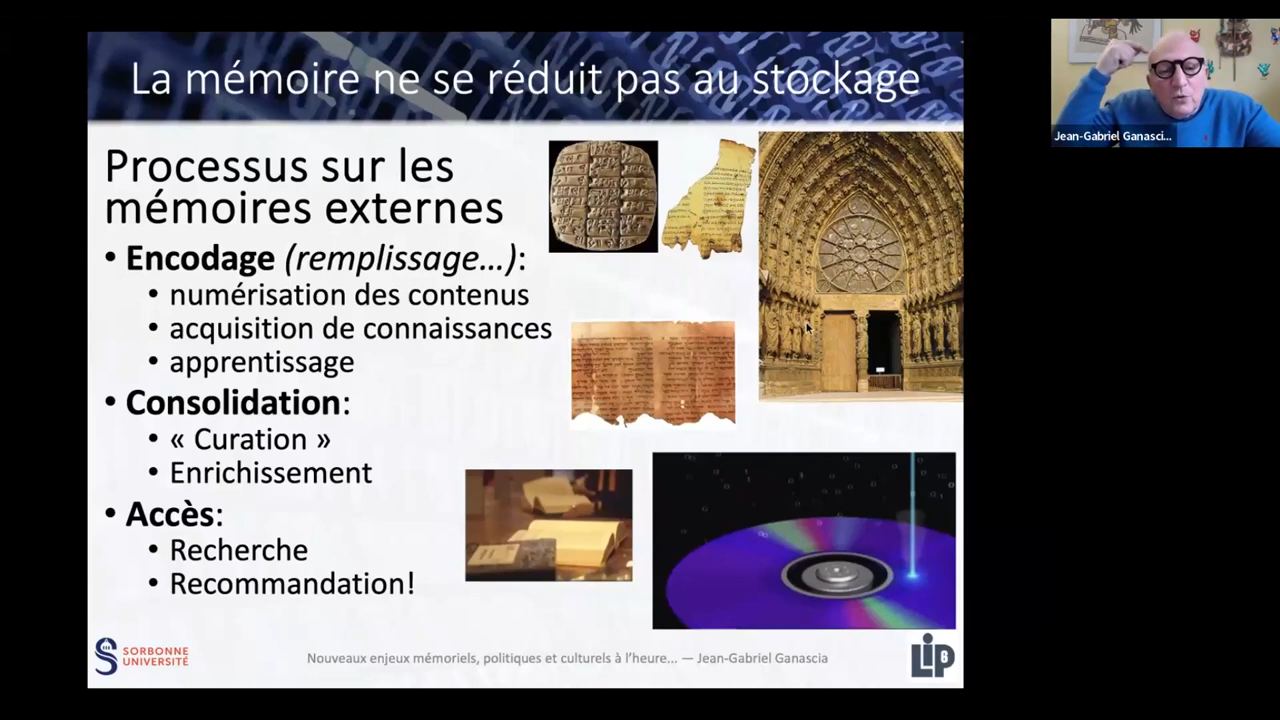 La mémoire ne se réduit pas au stockage
Jean-Gabriel Ganasci...
Processus sur les
mémoires externes
• Encodage (remplissage...):
• numérisation des contenus
• acquisition de connaissances
• apprentissage
• Consolidation:
• « Curation »
• Enrichissement
• Accès:
• Recherche
• Recommandation!
SORBONNE
UNIVERSITÉ
Nouveaux enjeux mémoriels, politiques et culturels à l'heure... — Jean-Gabriel Ganascia
LIP6